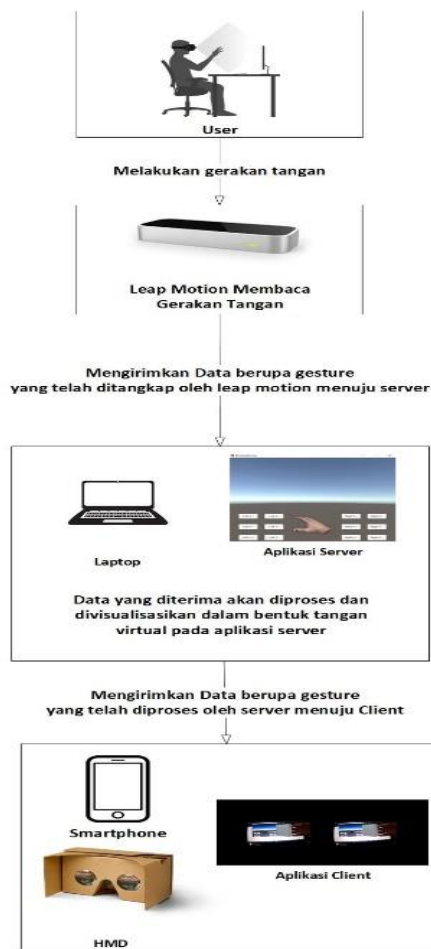 User
Melakukan gerakan tangan
Leap Motion Membaca
Gerakan Tangan
Mengirimkan Data berupa gesture
yang telah ditangkap oleh leap motion menuju server
Laptop
Aplikasi Server
Data yang diterima akan diproses dan
divisualisasikan dalam bentuk tangan
virtual pada aplikasi server
Mengirimkan Data berupa gesture
yang telah diproses oleh server menuju Client
Smartphone
Aplikasi Client
HMD